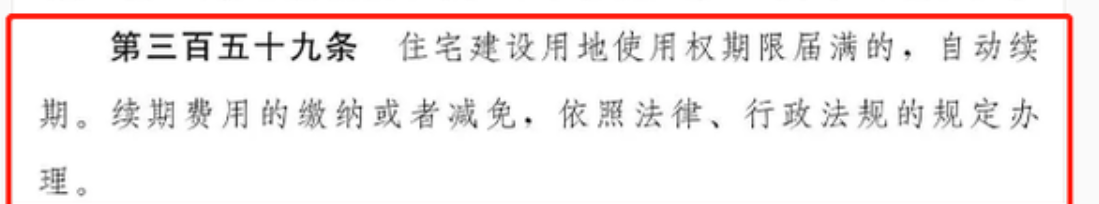 第三百五十九条　住宅建设用地使用权期限届满的，自动续
期。续期费用的缴纳或者减免，依照法律、行政法规的规定办
理。